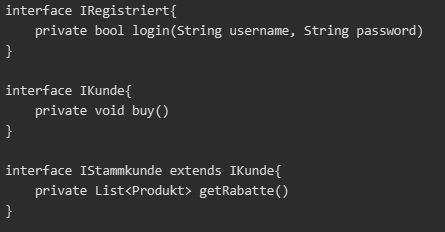 interface IRegistriert{
    private bool login(String username, String password)
}

interface IKunde{
    private void buy()
}

interface IStammkunde extends IKunde{
    private List<Produkt> getRabatte()
}